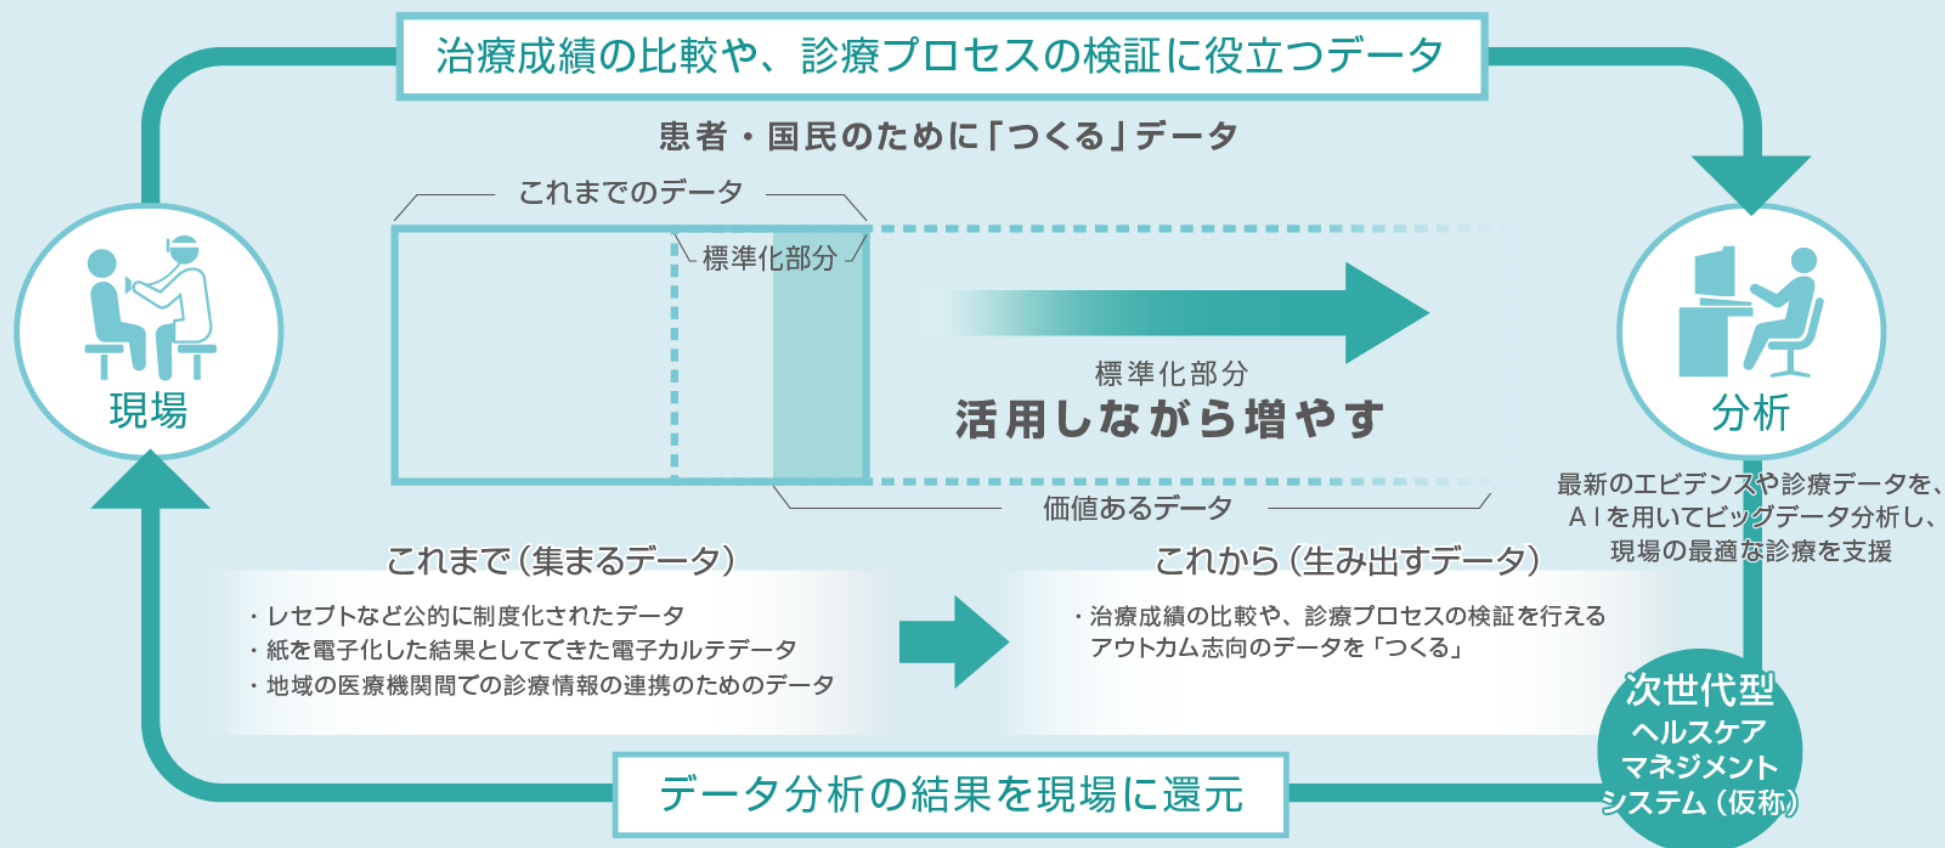 治療成績の比較や、診療プロセスの検証に役立つデータ
患者・国民のために「つくる」データ
これまでのデータ
標準化部分
標準化部分
活用しながら増やす
価値あるデータ
現場
分析
最新のエビデンスや診療データを、
AIを用いてビッグデータ分析し、
現場の最適な診療を支援
これまで(集まるデータ)
・レセプトなど公的に制度化されたデータ
・紙を電子化した結果としてできた電子カルテデータ
・地域の医療機関間での診療情報の連携のためのデータ
これから(生み出すデータ)
・治療成績の比較や、診療プロセスの検証を行える
アウトカム志向のデータを「つくる」
次世代型
ヘルスケア
マネジメント
システム(仮称)
データ分析の結果を現場に還元